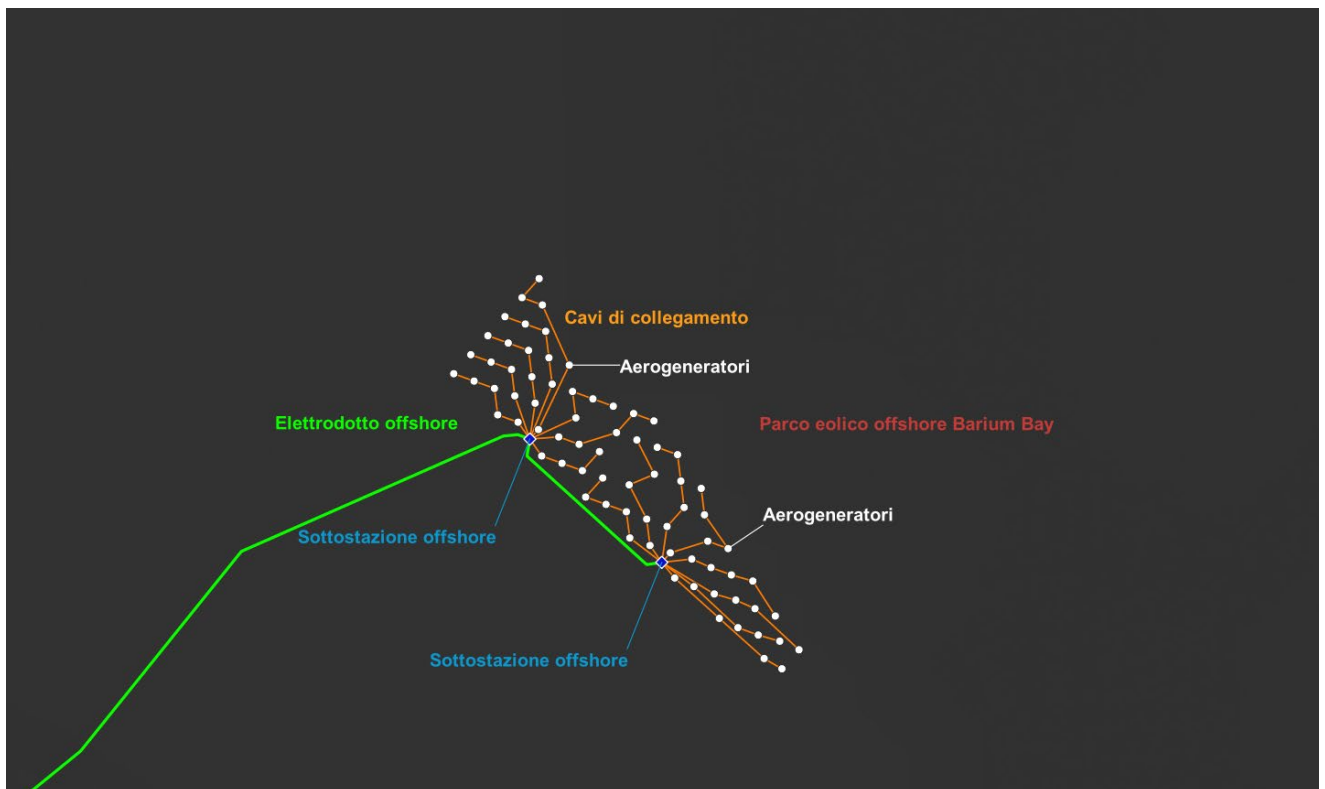 Cavi di collegamento
Aerogeneratori
Elettrodotto offshore
Parco eolico offshore Barium Bay
Aerogeneratori
Sottostazione offshore
Sottostazione offshore